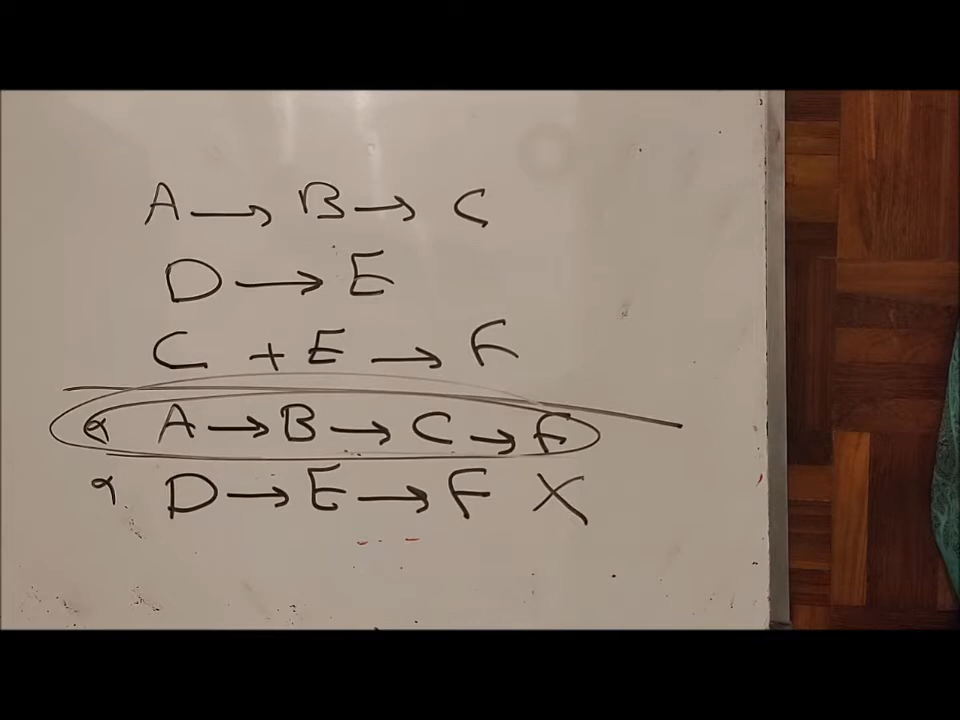 A → B → C
D → E
C + E → F
α A → B → C → F
α D → E → F X